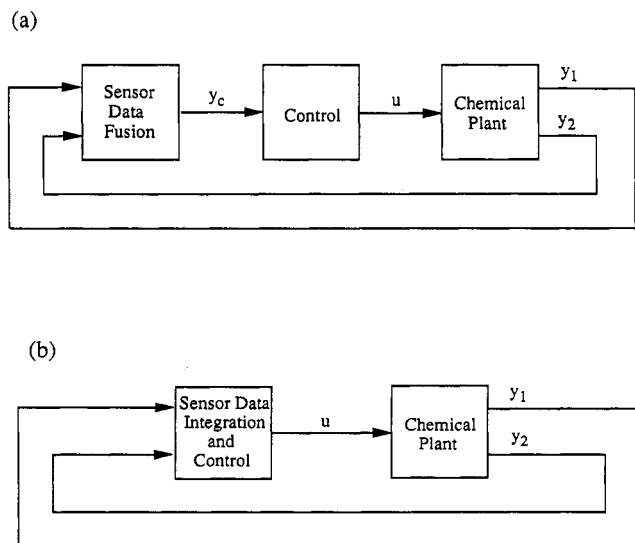 (a)
Sensor
Data
Fusion
y_c
Control
u
Chemical
Plant
y_1
y_2
(b)
Sensor Data
Integration
and
Control
u
Chemical
Plant
y_1
y_2